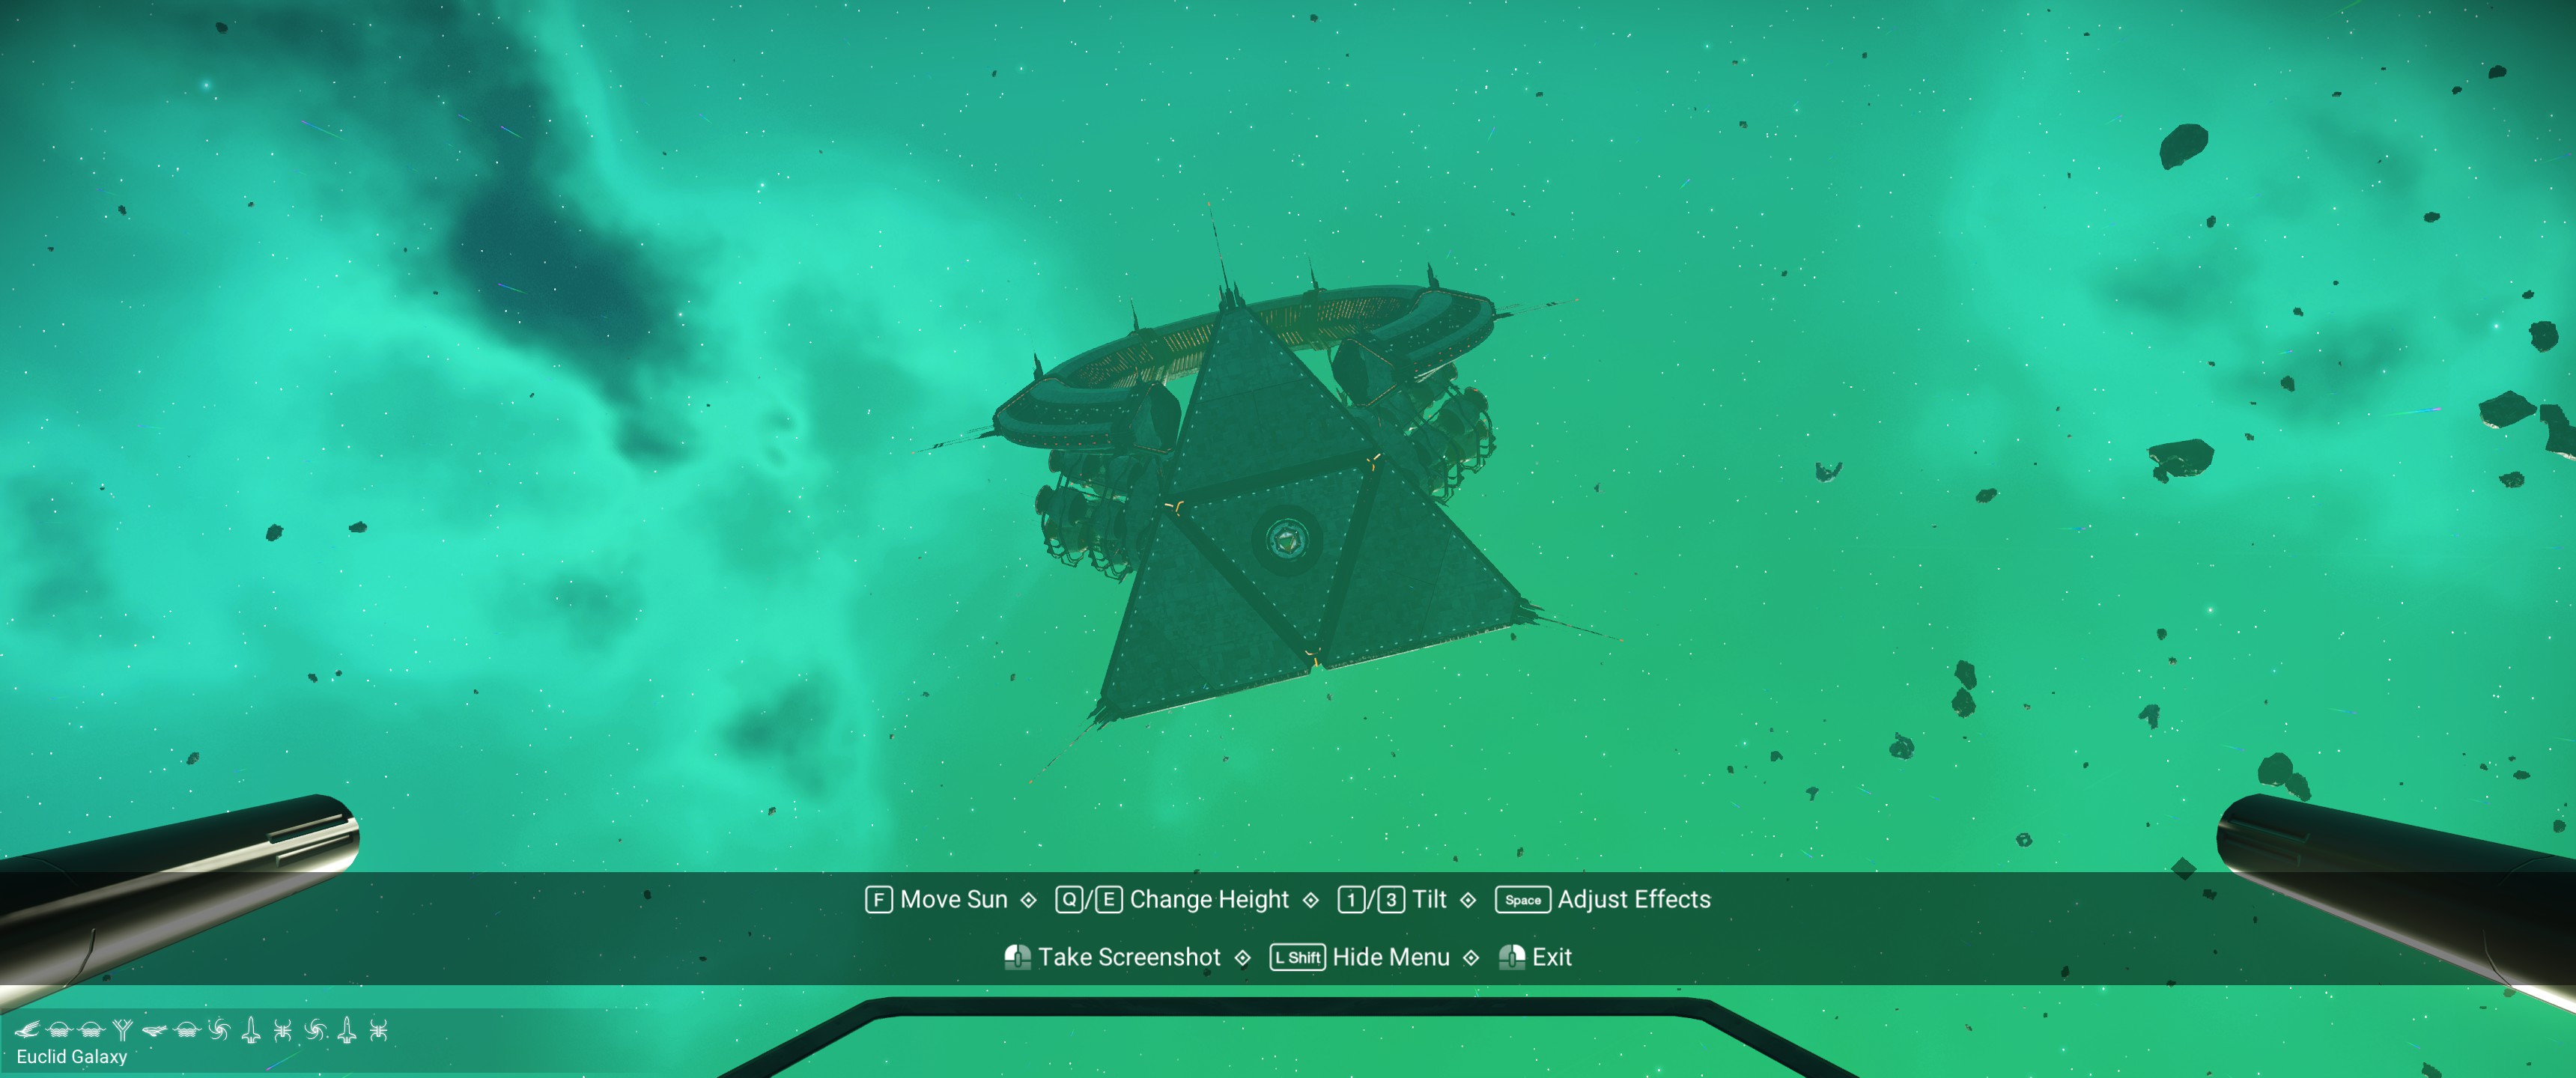 F Move Sun Q/E Change Height 1/3 Tilt Space Adjust Effects
Take Screenshot L Shift Hide Menu Exit
Euclid Galaxy